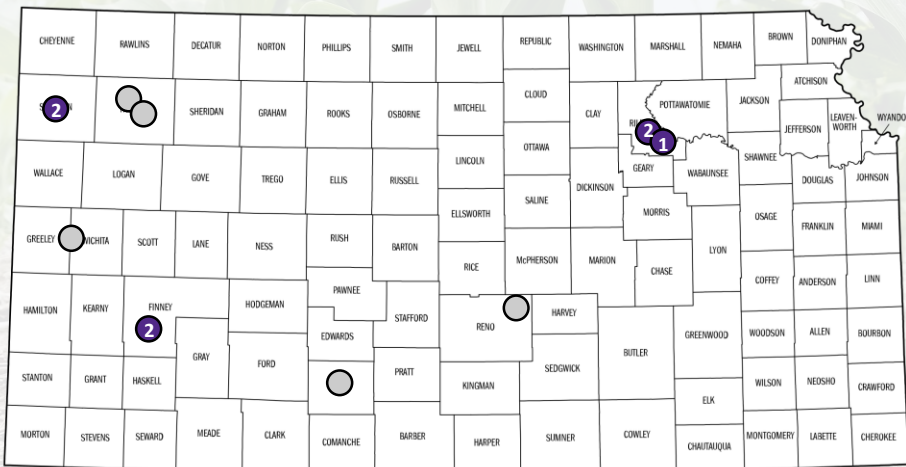 CHEYENNE RAWLINS DECATUR NORTON PHILLIPS SMITH JEWELL REPUBLIC WASHINGTON MARSHALL NEMAHA BROWN DONIPHAN
2 SHERIDAN GRAHAM ROOKS OSBORNE MITCHELL CLOUD CLAY POTTAWATOMIE JACKSON ATCHISON
2 1 JEFFERSON LEAVEN-
WORTH WYANDO
WALLACE LOGAN GOVE TREGO ELLIS RUSSELL LINCOLN OTTAWA DICKINSON GEARY WABAUNSEE SHAWNEE DOUGLAS JOHNSON
GREELEY WICHITA SCOTT LANE NESS RUSH BARTON ELLSWORTH SALINE MORRIS OSAGE FRANKLIN MIAMI
HAMILTON KEARNY FINNEY HODGEMAN PAWNEE STAFFORD RICE McPHERSON MARION CHASE LYON COFFEY ANDERSON LINN
2 GRAY FORD EDWARDS RENO HARVEY BUTLER GREENWOOD WOODSON ALLEN BOURBON
STANTON GRANT HASKELL PRATT KINGMAN SEDGWICK ELK WILSON NEOSHO CRAWFORD
MORTON STEVENS SEWARD MEADE CLARK COMANCHE BARBER HARPER SUMNER COWLEY CHAUTAUQUA MONTGOMERY LABETTE CHEROKEE